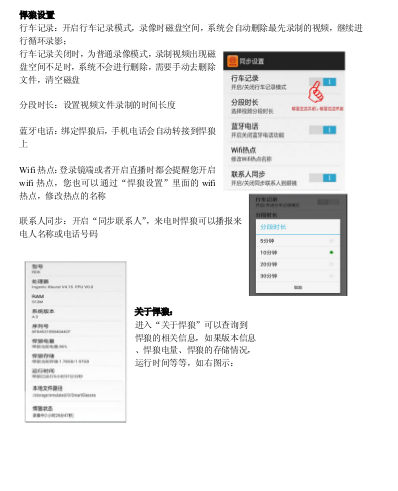 悍狼设置
行车记录：开启行车记录模式，录像时磁盘空间，系统会自动删除最先录制的视频，继续进
行循环录影；
行车记录关闭时，为普通录像模式，录制视频出现磁
盘空间不足时，系统不会进行删除，需要手动去删除
文件，清空磁盘
分段时长：设置视频文件录制的时间长度
蓝牙电话：绑定悍狼后，手机电话会自动转接到悍狼
上
Wifi 热点：登录镜端或者开启直播时都会提醒您开启
wifi 热点，您也可以通过“悍狼设置”里面的 wifi
热点，修改热点的名称
联系人同步：开启“同步联系人”，来电时悍狼可以播报来
电人名称或电话号码
同步设置
行车记录
开启/关闭行车记录模式
分段时长
选择视频分段时长
蓝牙电话
开启关闭蓝牙电话功能
Wifi热点
修改Wifi热点名称
联系人同步
开启/关闭同步联系人到眼镜
行车记录
分段时长
5分钟
10分钟
20分钟
30分钟
取消
型号
处理器
RAM
系统版本
4.3
序列号
悍狼电量
悍狼存储
运行时间
本地文件路径
悍狼状态
关于悍狼：
进入“关于悍狼”可以查询到
悍狼的相关信息，如果版本信息
、悍狼电量、悍狼的存储情况，
运行时间等等，如右图示：